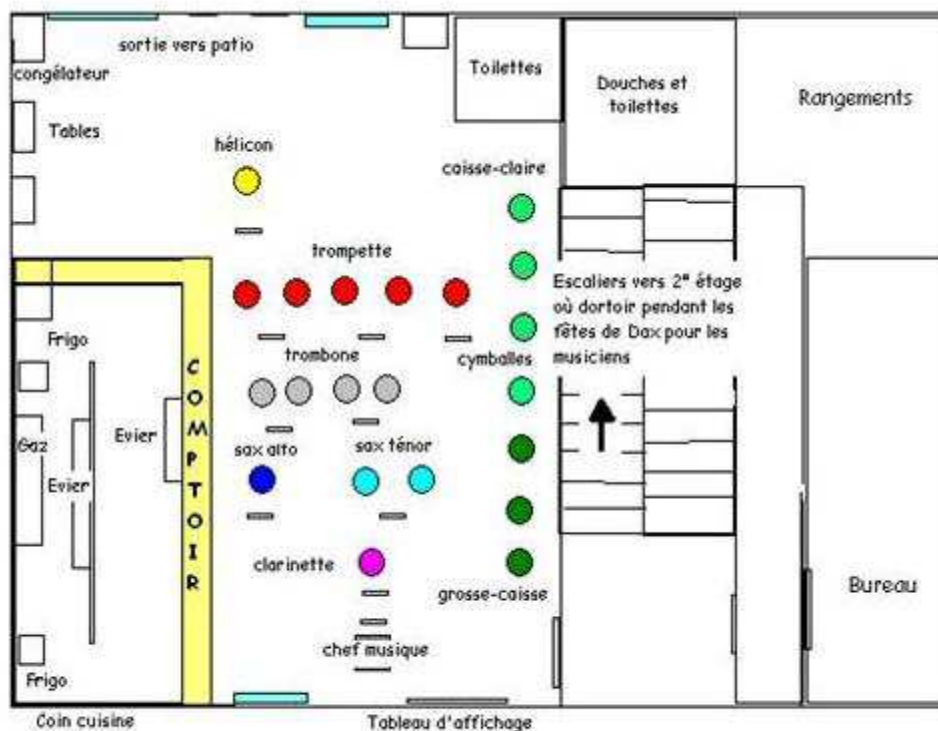 sortie vers patio
congélateur
Toilettes
Douches et
toilettes
Rangements
Tables
hélicon
caisse-claire
trompette
Escaliers vers 2° étage
où dortoir pendant les
fêtes de Dax pour les
musiciens
Frigo
COMPTOIR
trombone
cymballes
Evier
Gaz
sax alto
sax ténor
Evier
clarinette
grosse-caisse
Bureau
chef musique
Frigo
Coin cuisine
Tableau d'affichage